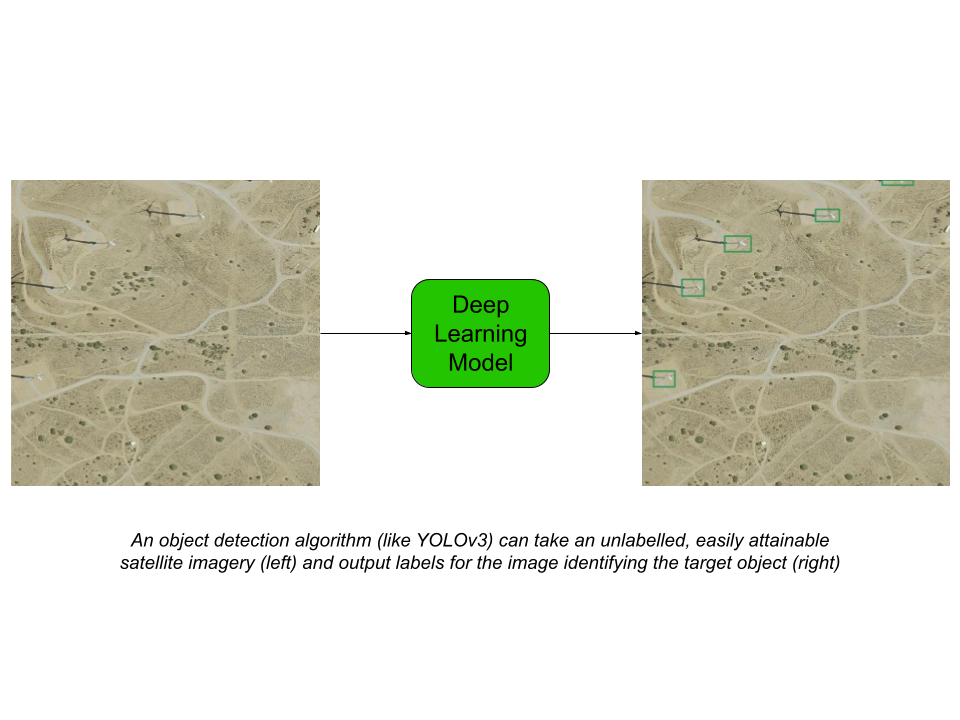 Deep
Learning
Model
An object detection algorithm (like YOLOv3) can take an unlabelled, easily attainable
satellite imagery (left) and output labels for the image identifying the target object (right)